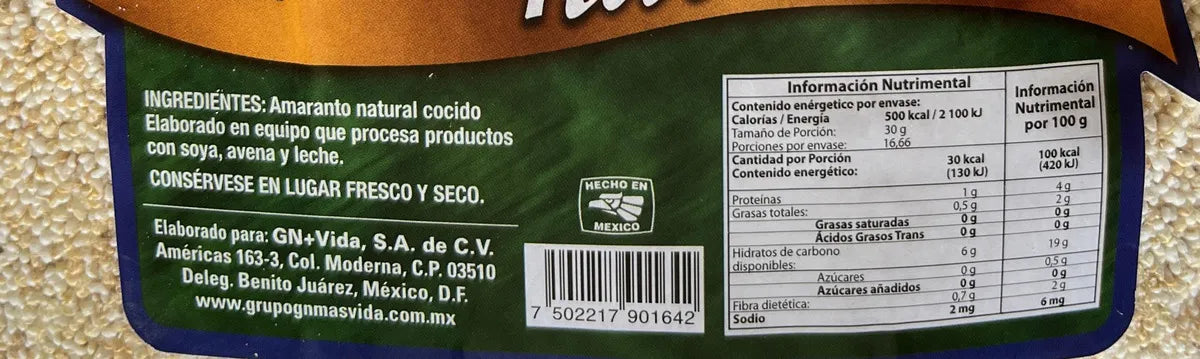 INGREDIENTES: Amaranto natural cocido
Elaborado en equipo que procesa productos
con soya, avena y leche.
CONSÉRVESE EN LUGAR FRESCO Y SECO.
Elaborado para: GN+Vida, S.A. de C.V.
Américas 163-3, Col. Moderna, C.P. 03510
Deleg. Benito Juárez, México, D.F.
www.grupognmasvida.com.mx
HECHO EN
MEXICO
7 502217 901642
Información Nutrimental
Información
Nutrimental
por 100 g
Contenido enérgetico por envase:
Calorías / Energía 500 kcal / 2 100 kJ
Tamaño de Porción: 30 g
Porciones por envase: 16,66
Cantidad por Porción
Contenido energético: 30 kcal (130 kJ) 100 kcal (420 kJ)
Proteínas 1 g 4 g
Grasas totales: 0,5 g 2 g
Grasas saturadas 0 g 0 g
Ácidos Grasos Trans 0 g 0 g
Hidratos de carbono
disponibles: 6 g 19 g
Azúcares 0 g 0,5 g
Azúcares añadidos 0 g 0 g
Fibra dietética: 0,7 g 2 g
Sodio 2 mg 6 mg